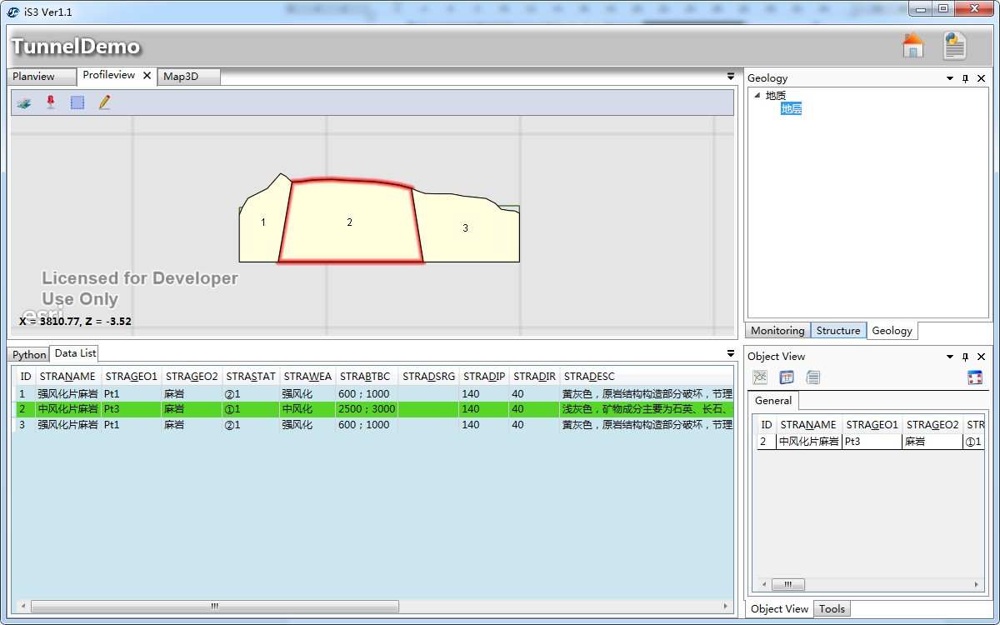 iS3 Ver1.1
TunnelDemo
Planview Profileview Map3D
1 2 3
Licensed for Developer
Use Only
esri
X = 3810.77, Z = -3.52
Geology
地质
地层
Monitoring Structure Geology
Python Data List
ID STRANAME STRAGEO1 STRAGEO2 STRASTAT STRAWEA STRABTBC STRADSRG STRADIP STRADIR STRADESC
1 强风化片麻岩 Pt1 麻岩 ②1 强风化 600；1000 140 40 黄灰色，原岩结构构造部分破坏，节理
2 中风化片麻岩 Pt3 麻岩 ①1 中风化 2500；3000 140 40 浅灰色，矿物成分主要为石英、长石、
3 强风化片麻岩 Pt1 麻岩 ②1 强风化 600；1000 140 40 黄灰色，原岩结构构造部分破坏，节理
Object View
General
ID STRANAME STRAGEO1 STRAGEO2 STR
2 中风化片麻岩 Pt3 麻岩 ①1
Object View Tools